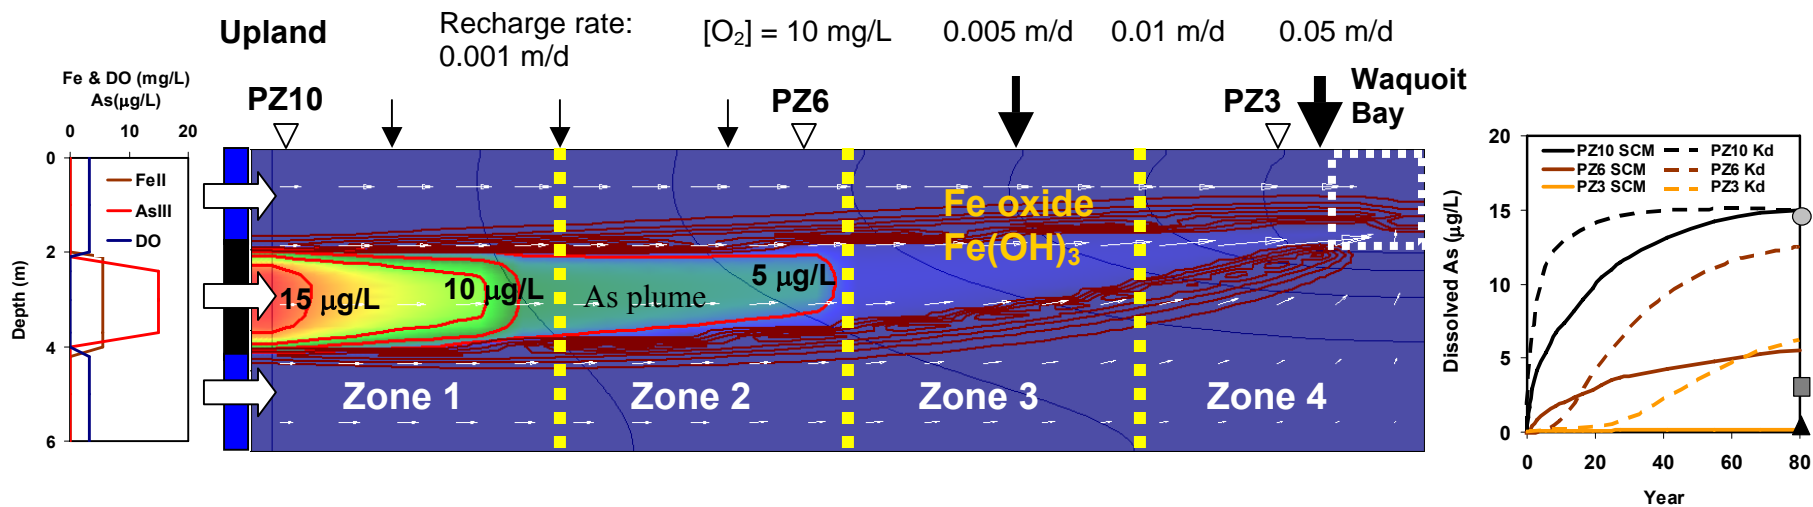 Upland
Recharge rate:
0.001 m/d
[O₂] = 10 mg/L
0.005 m/d
0.01 m/d
0.05 m/d
Fe & DO (mg/L)
As(µg/L)
0 10 20
PZ10
PZ6
PZ3
Waquoit
Bay
0
2
4
6
Depth (m)
FeII
AsIII
DO
15 µg/L
10 µg/L
As plume
5 µg/L
Fe oxide
Fe(OH)₃
Zone 1
Zone 2
Zone 3
Zone 4
20
15
10
5
0
Dissolved As (µg/L)
PZ10 SCM
PZ10 Kd
PZ6 SCM
PZ6 Kd
PZ3 SCM
PZ3 Kd
0 20 40 60 80
Year